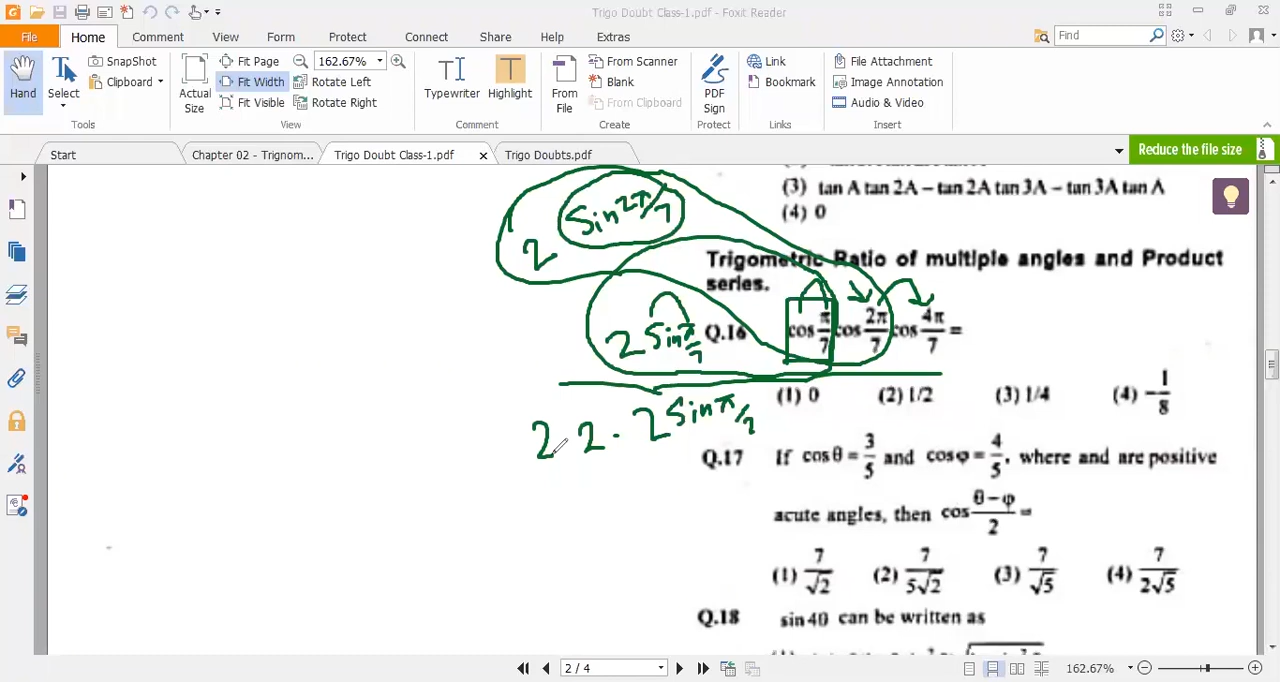 Trigo Doubt Class-1.pdf - Foxit Reader
File Home Comment View Form Protect Connect Share Help Extras Find
SnapShot Fit Page 162.67% From Scanner Link File Attachment
Hand Select Clipboard Actual Size Fit Width Rotate Left Typewriter Highlight From File Blank PDF Sign Bookmark Image Annotation
Fit Visible Rotate Right From Clipboard Audio & Video
Tools View Comment Create Protect Links Insert
Start Chapter 02 - Trignom... Trigo Doubt Class-1.pdf Trigo Doubts.pdf Reduce the file size
(3) tan A tan 2A – tan 2A tan 3A – tan 3A tan A
(4) 0
2 sin 2π/7
Trigometric Ratio of multiple angles and Product
series.
2 sin π/7
Q.16 cos π/7 cos 2π/7 cos 4π/7 =
(1) 0 (2) 1/2 (3) 1/4 (4) –1/8
2 2 · 2 sin π/7
Q.17 If cos θ = 3/5 and cos φ = 4/5, where and are positive
acute angles, then cos (θ–φ)/2 =
(1) 7/√2 (2) 7/5√2 (3) 7/√5 (4) 7/2√5
Q.18 sin 4θ can be written as
2 / 4 162.67%